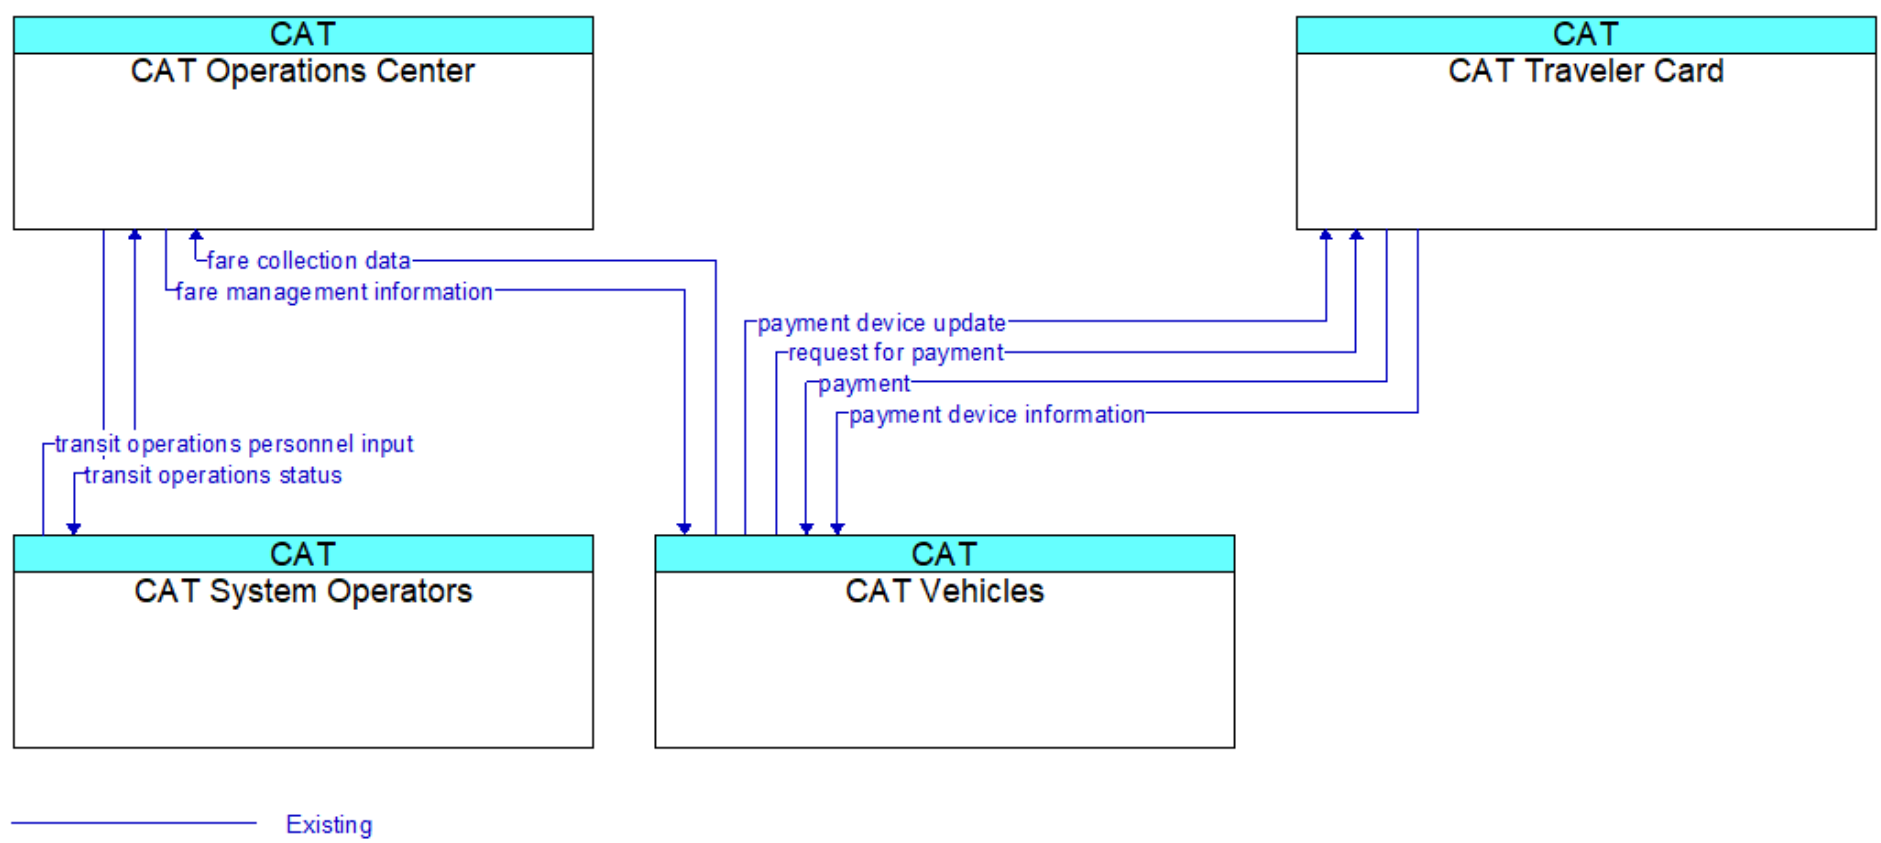 CAT
CAT Operations Center
CAT
CAT Traveler Card
fare collection data
fare management information
payment device update
request for payment
payment
payment device information
transit operations personnel input
transit operations status
CAT
CAT System Operators
CAT
CAT Vehicles
Existing